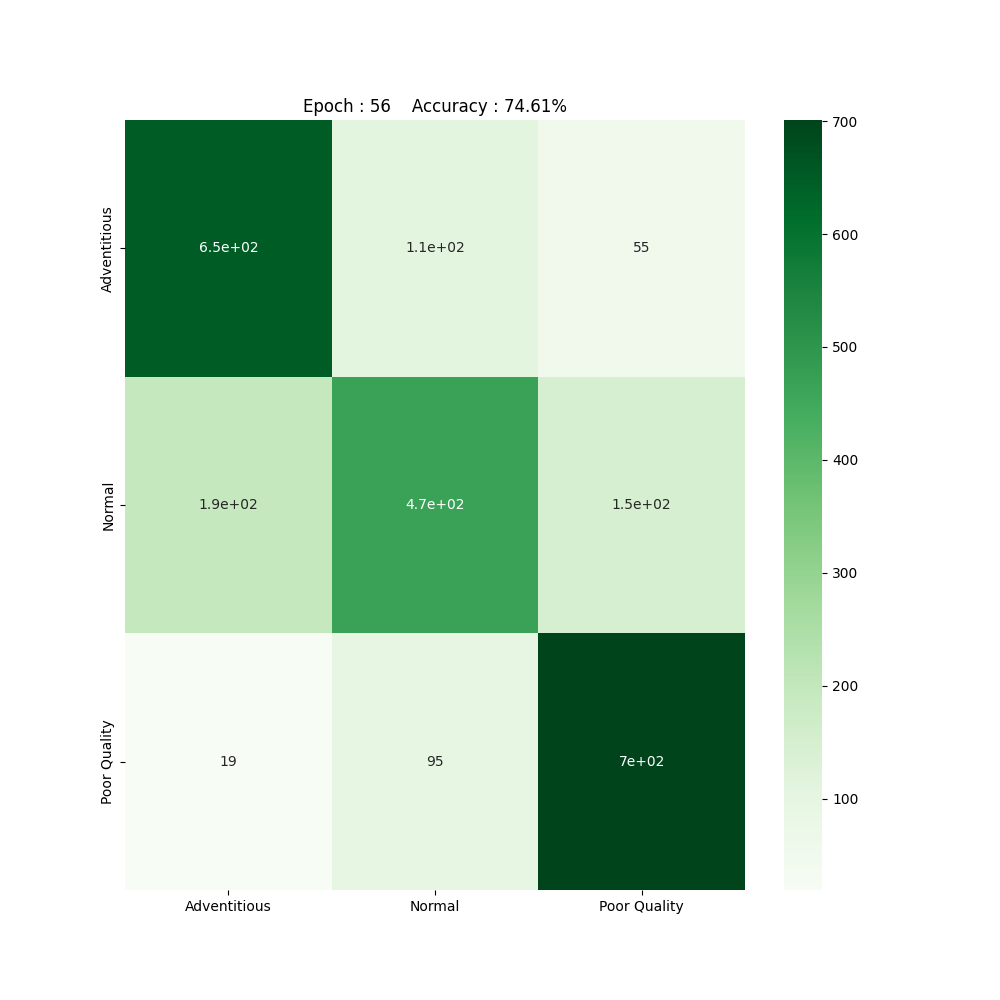 Epoch : 56    Accuracy : 74.61%
Adventitious
6.5e+02 1.1e+02 55
Normal
1.9e+02 4.7e+02 1.5e+02
Poor Quality
19 95 7e+02
Adventitious Normal Poor Quality
700
600
500
400
300
200
100